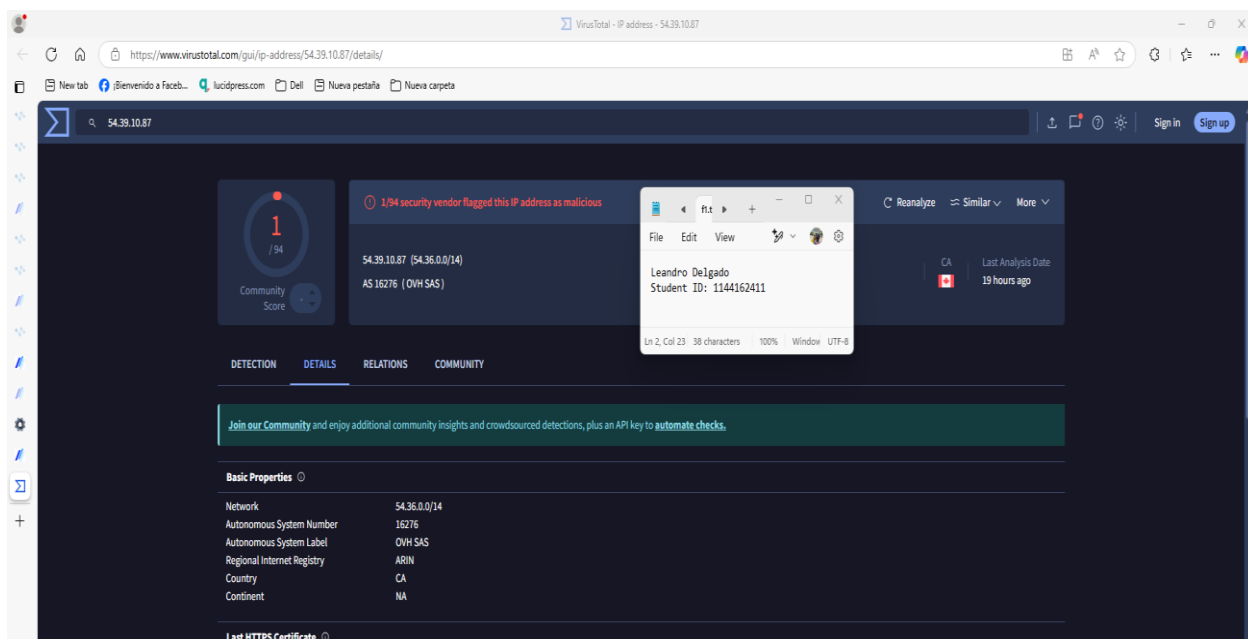 VirusTotal - IP address - 54.39.10.87
https://www.virustotal.com/gui/ip-address/54.39.10.87/details/
New tab ¡Bienvenido a Faceb... lucidpress.com Dell Nueva pestaña Nueva carpeta
54.39.10.87
Sign in Sign up
1
/ 94
Community
Score
1/94 security vendor flagged this IP address as malicious
Reanalyze Similar More
54.39.10.87 (54.36.0.0/14)
AS 16276 ( OVH SAS )
CA
Last Analysis Date
19 hours ago
f1.t
File Edit View
Leandro Delgado
Student ID: 1144162411
Ln 2, Col 23 38 characters 100% Window UTF-8
DETECTION DETAILS RELATIONS COMMUNITY
Join our Community and enjoy additional community insights and crowdsourced detections, plus an API key to automate checks.
Basic Properties
Network 54.36.0.0/14
Autonomous System Number 16276
Autonomous System Label OVH SAS
Regional Internet Registry ARIN
Country CA
Continent NA
Last HTTPS Certificate